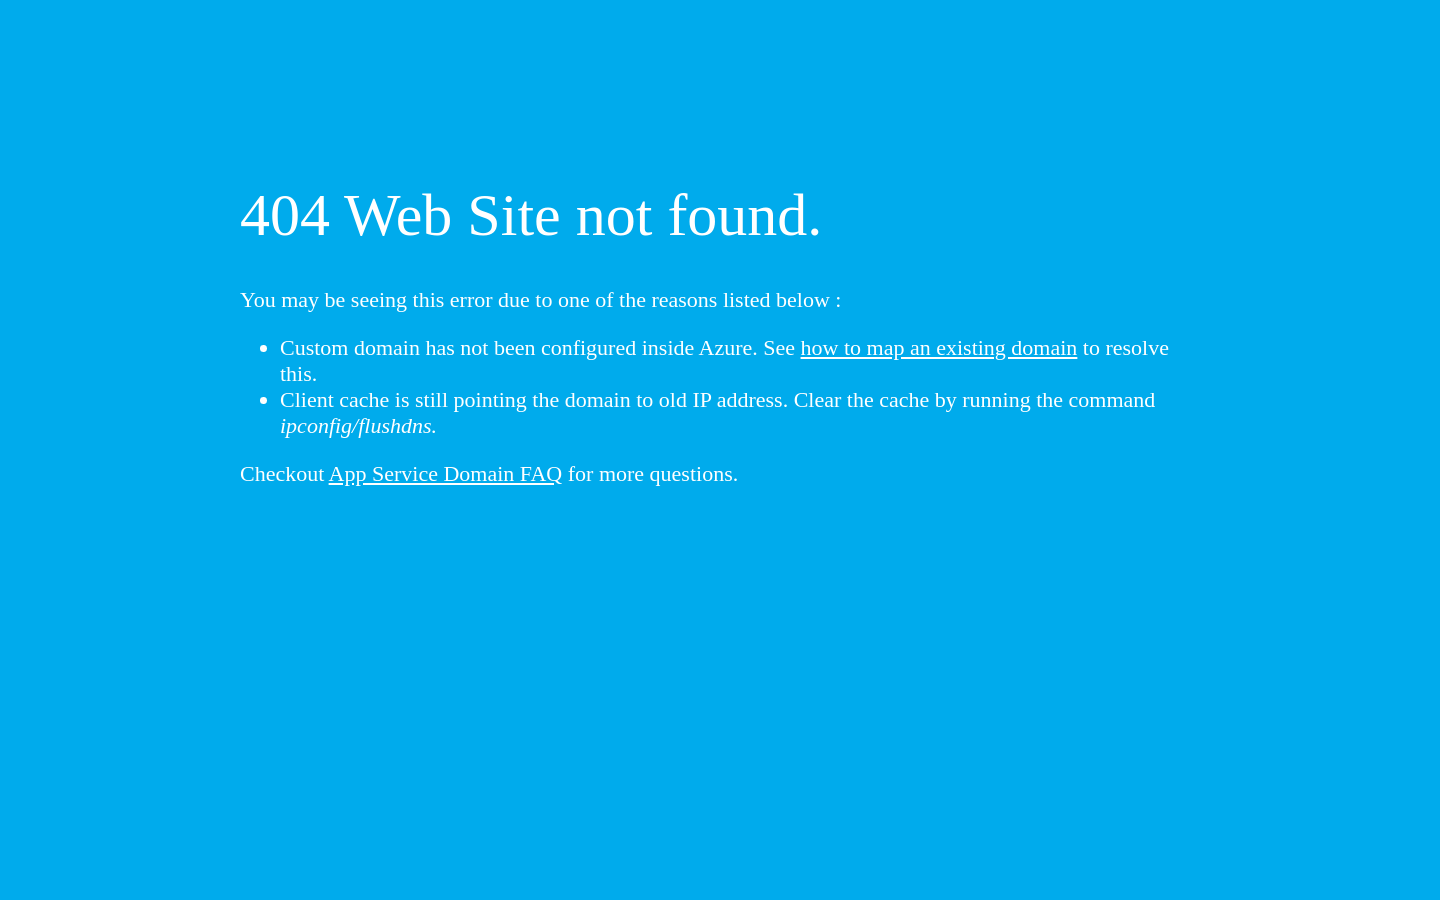 404 Web Site not found.
You may be seeing this error due to one of the reasons listed below :
• Custom domain has not been configured inside Azure. See how to map an existing domain to resolve
this.
• Client cache is still pointing the domain to old IP address. Clear the cache by running the command
ipconfig/flushdns.
Checkout App Service Domain FAQ for more questions.